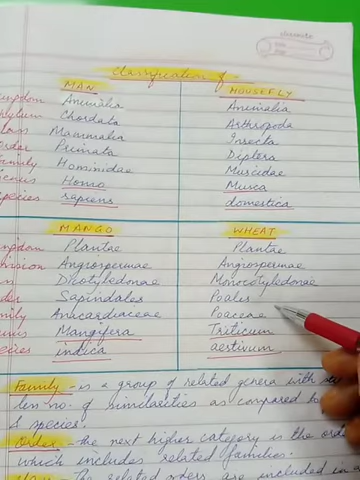 classmate
Classification of -
MAN HOUSEFLY
Animalia Animalia
Chordata Arthropoda
Mammalia Insecta
Primata Diptera
Hominidae Muscidae
Homo Musca
sapiens domestica
MANGO WHEAT
Plantae Plantae
Angiospermae Angiospermae
Dicotyledonae Monocotyledonae
Sapindales Poales
Anacardiaceae Poaceae
Mangifera Triticum
indica aestivum
Family - is a group of related genera with
no. of similarities as compared to
& species.
Order - the next higher category is the
which includes related families.
the related orders are included in